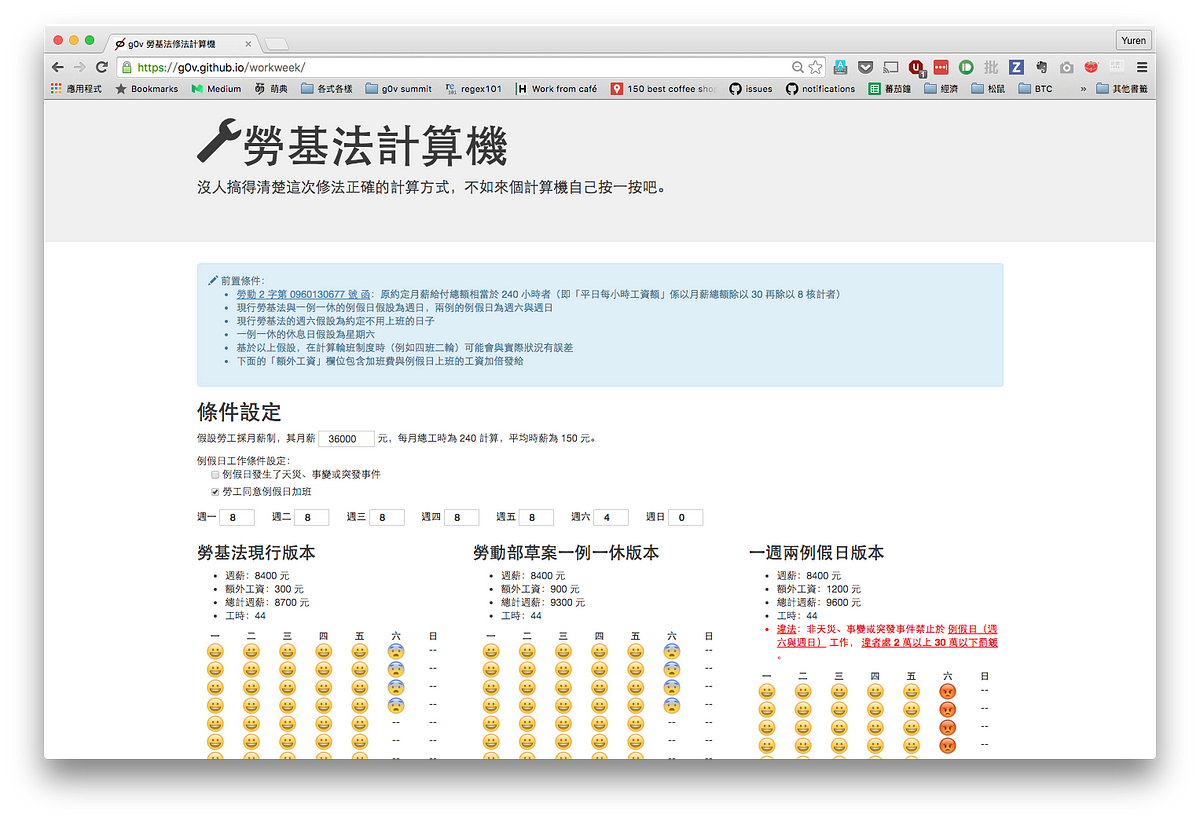 g0v 勞基法修法計算機
Yuren
https://g0v.github.io/workweek/
應用程式 Bookmarks Medium 萌典 各式各樣 g0v summit regex101 Work from café 150 best coffee sho issues notifications 蕃茄鐘 經濟 松鼠 BTC » 其他書籤
勞基法計算機
沒人搞得清楚這次修法正確的計算方式，不如來個計算機自己按一按吧。
前置條件：
勞動 2 字第 0960130677 號 函：原約定月薪給付總額相當於 240 小時者（即「平日每小時工資額」係以月薪總額除以 30 再除以 8 核計者）
現行勞基法與一例一休的例假日假設為週日，兩例的例假日為週六與週日
現行勞基法的週六假設為約定不用上班的日子
一例一休的休息日假設為星期六
基於以上假設，在計算輪班制度時（例如四班二輪）可能會與實際狀況有誤差
下面的「額外工資」欄位包含加班費與例假日上班的工資加倍發給
條件設定
假設勞工採月薪制，其月薪 36000 元，每月總工時為 240 計算，平均時薪為 150 元。
例假日工作條件設定：
例假日發生了天災、事變或突發事件
勞工同意例假日加班
週一 8 週二 8 週三 8 週四 8 週五 8 週六 4 週日 0
勞基法現行版本
週薪：8400 元
額外工資：300 元
總計週薪：8700 元
工時：44
一 二 三 四 五 六 日
--
--
--
--
-- --
-- --
勞動部草案一例一休版本
週薪：8400 元
額外工資：900 元
總計週薪：9300 元
工時：44
一 二 三 四 五 六 日
--
--
--
--
-- --
-- --
一週兩例假日版本
週薪：8400 元
額外工資：1200 元
總計週薪：9600 元
工時：44
違法：非天災、事變或突發事件禁止於 例假日（週
六與週日） 工作， 違者處 2 萬以上 30 萬以下罰鍰
。
一 二 三 四 五 六 日
--
--
--
--